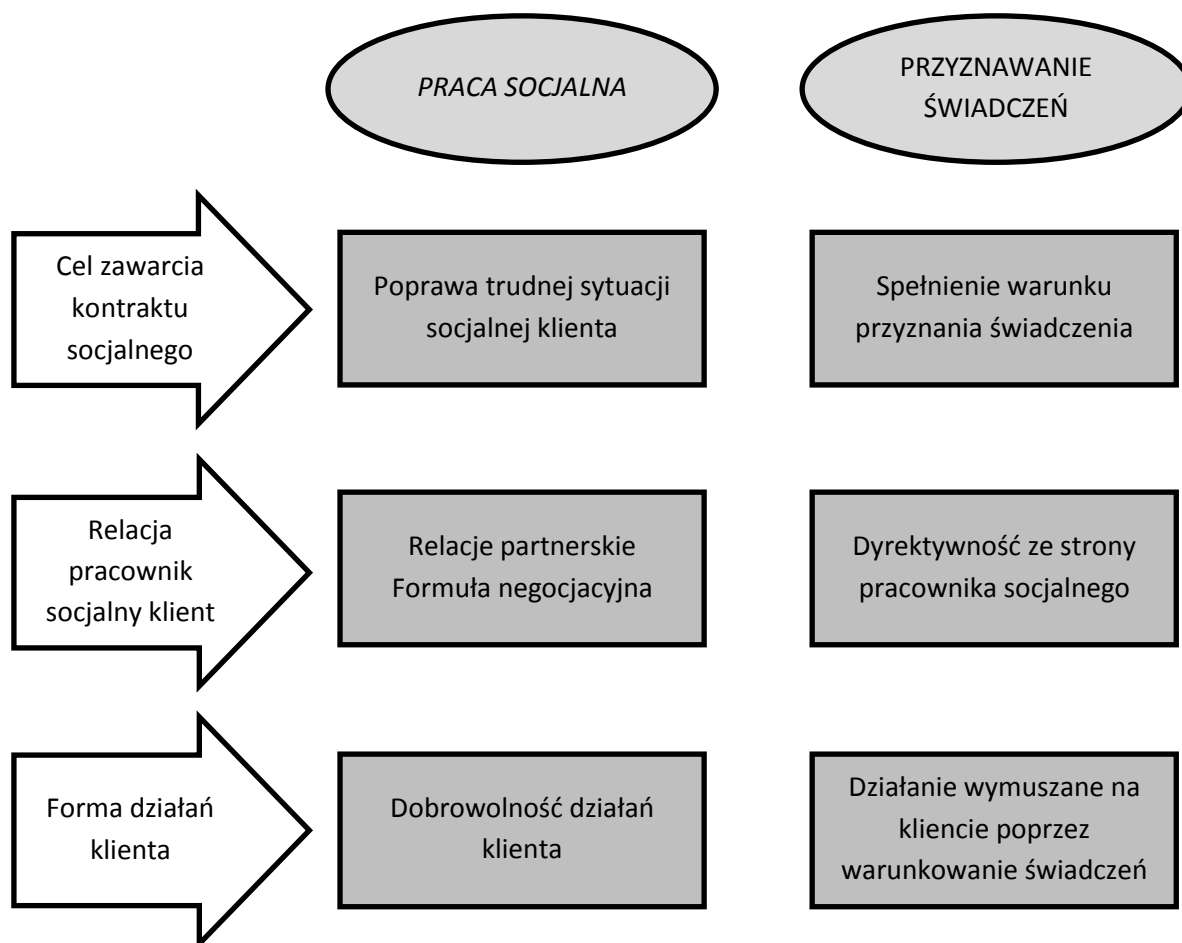 PRACA SOCJALNA
PRZYZNAWANIE
ŚWIADCZEŃ
Cel zawarcia
kontraktu
socjalnego
Poprawa trudnej sytuacji
socjalnej klienta
Spełnienie warunku
przyznania świadczenia
Relacja
pracownik
socjalny klient
Relacje partnerskie
Formuła negocjacyjna
Dyrektywność ze strony
pracownika socjalnego
Forma działań
klienta
Dobrowolność działań
klienta
Działanie wymuszane na
kliencie poprzez
warunkowanie świadczeń